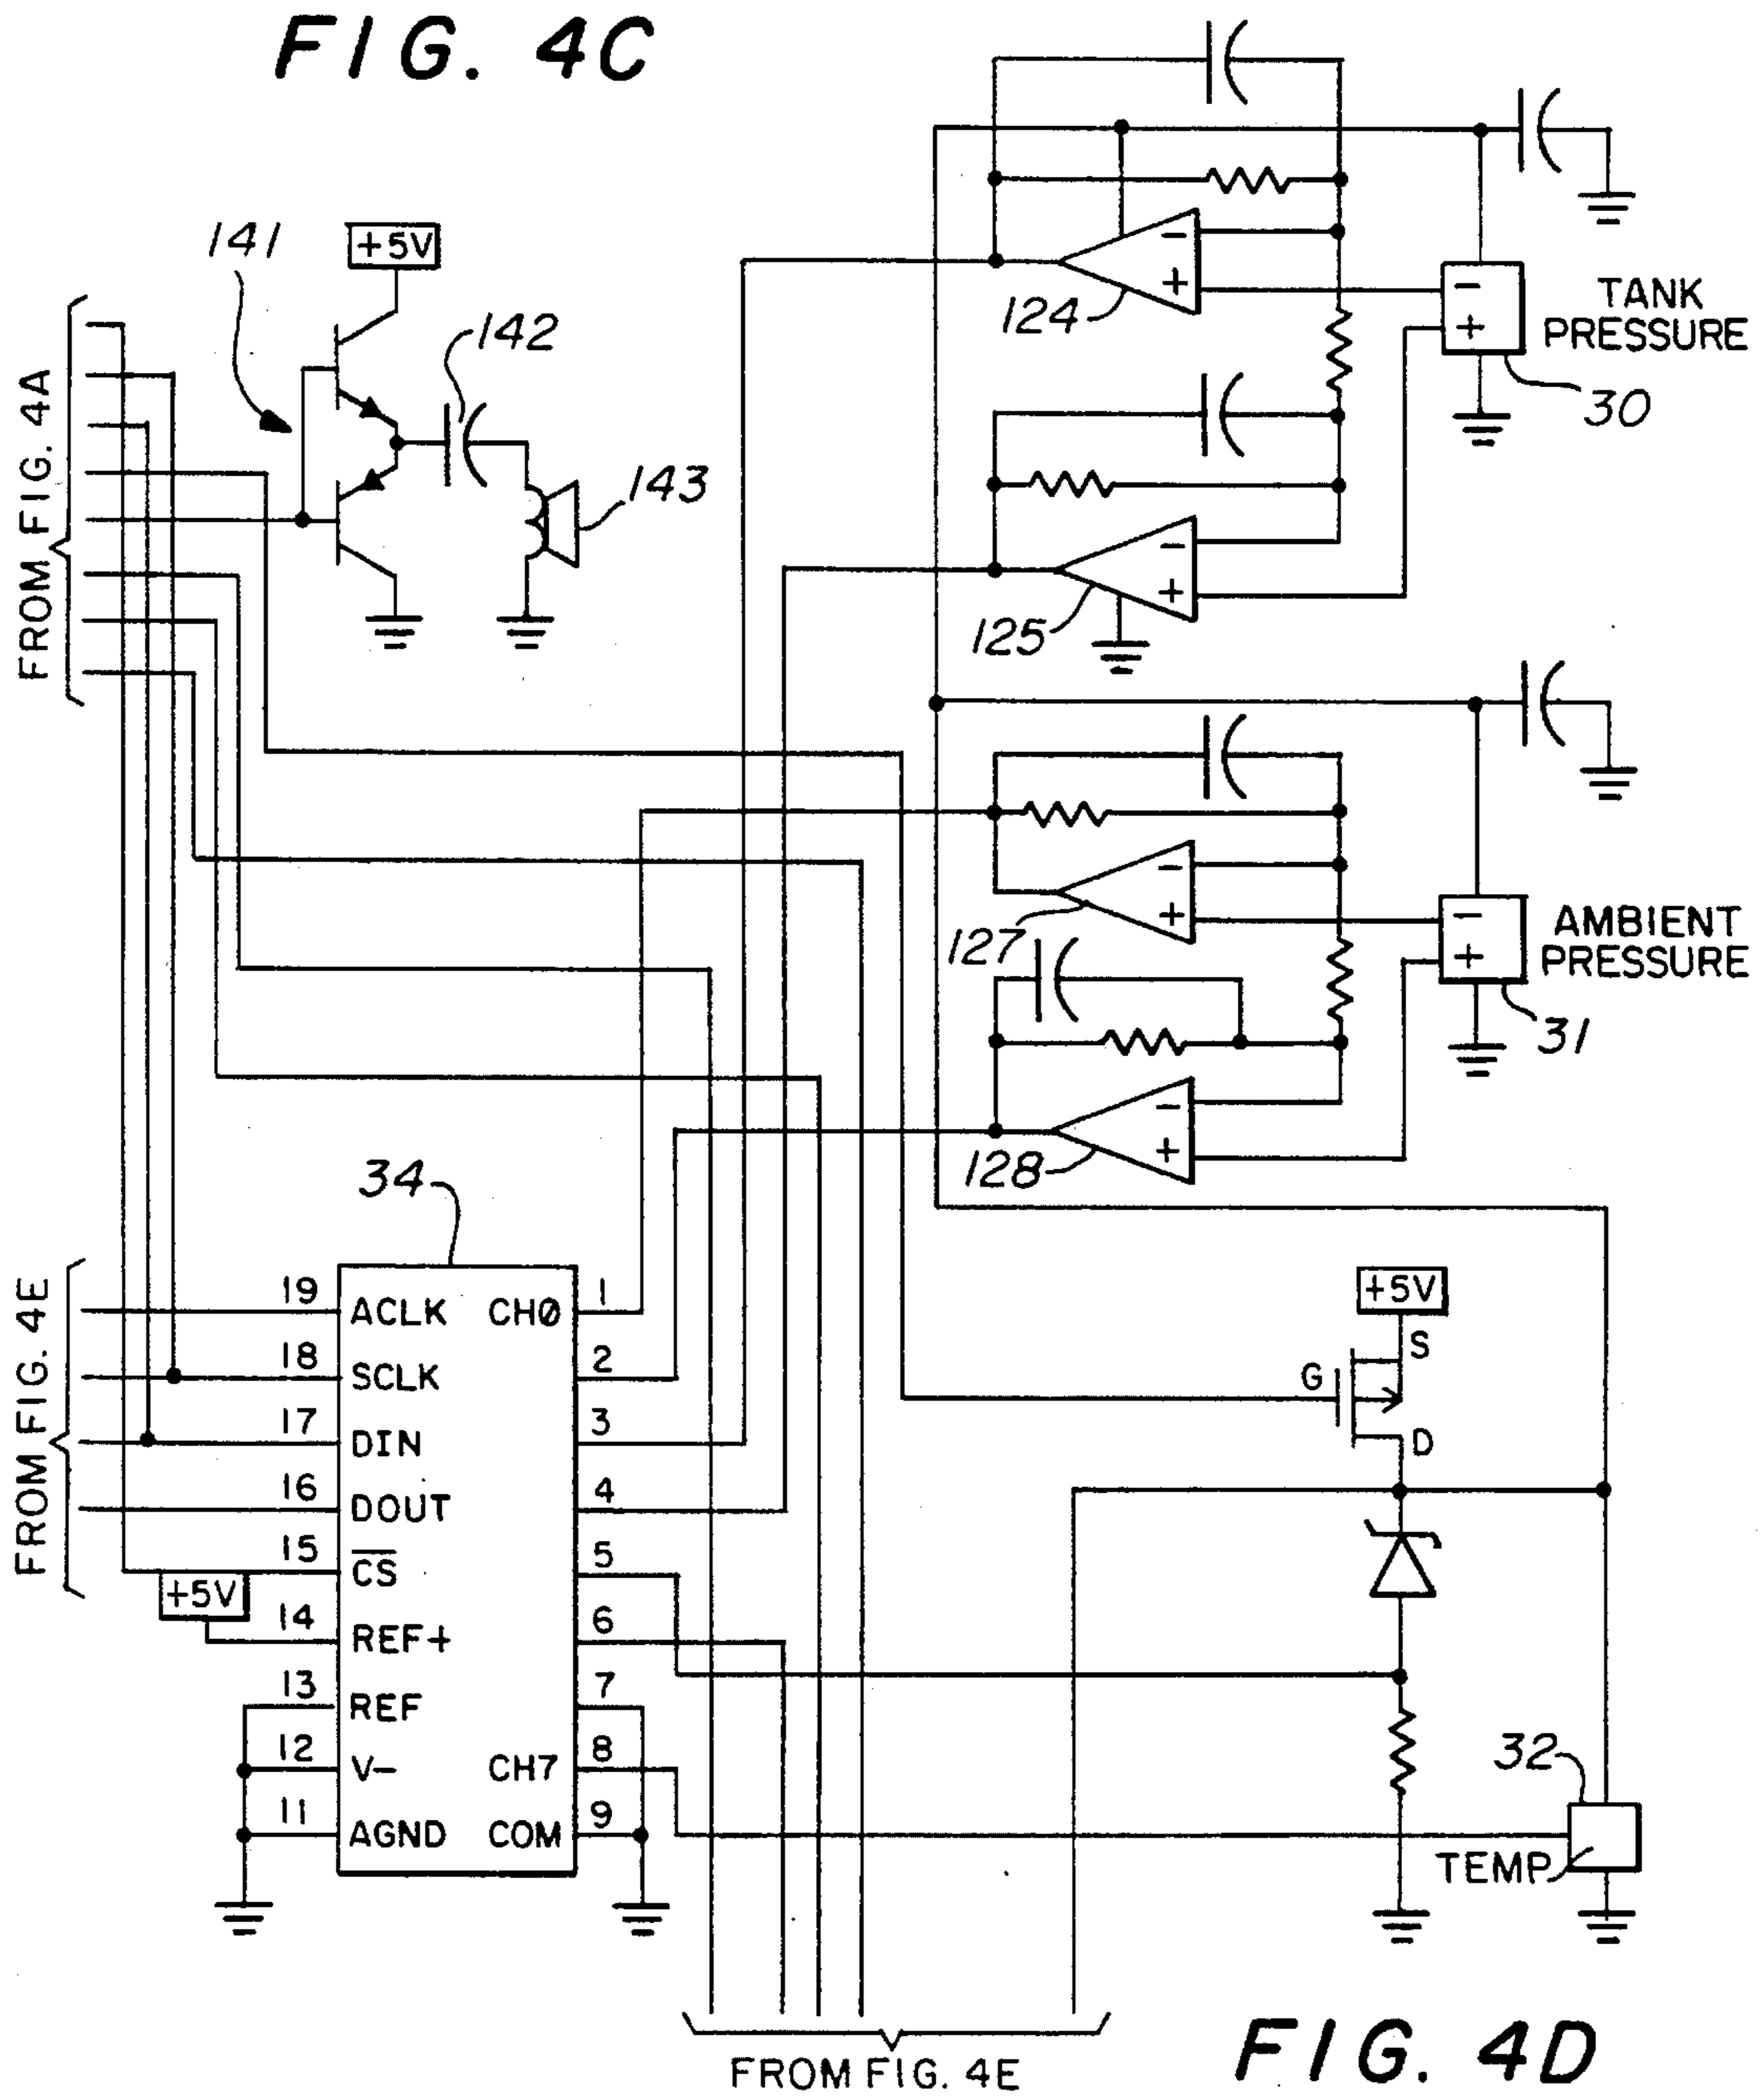 FIG. 4C
141
+5V
142
143
FROM FIG. 4A
124
-
+
-
+
TANK
PRESSURE
30
125
-
+
127
-
+
-
+
AMBIENT
PRESSURE
31
128
-
+
34
FROM FIG. 4E
19 ACLK CH0 1
18 SCLK 2
17 DIN 3
16 DOUT 4
15 CS 5
+5V
14 REF+ 6
13 REF 7
12 V- CH7 8
11 AGND COM 9
+5V
S
G
D
32
TEMP
FROM FIG. 4E
FIG. 4D